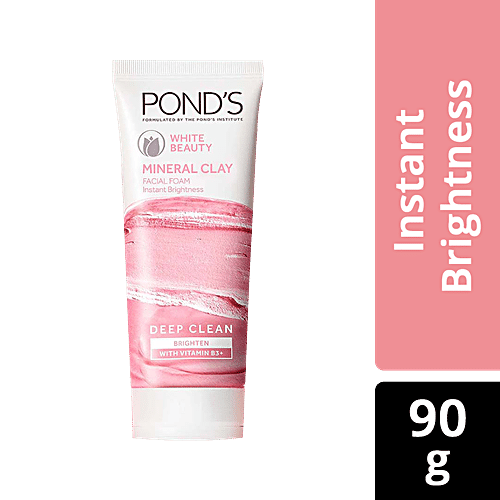 POND'S
FORMULATED BY THE POND'S INSTITUTE
WHITE
BEAUTY
MINERAL CLAY
FACIAL FOAM
Instant Brightness
DEEP CLEAN
BRIGHTEN
WITH VITAMIN B3+
Instant
Brightness
90
g